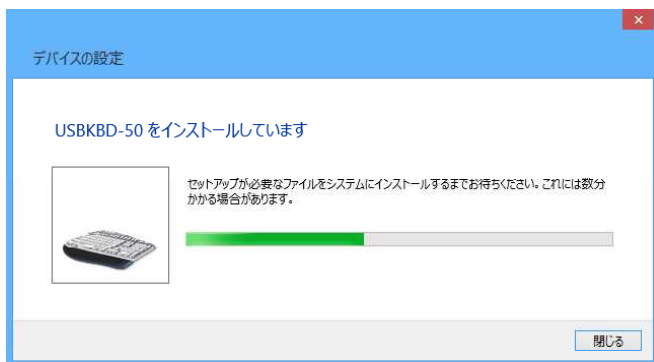 デバイスの設定
USBKBD-50 をインストールしています
セットアップが必要なファイルをシステムにインストールするまでお待ちください。これには数分
かかる場合があります。
閉じる